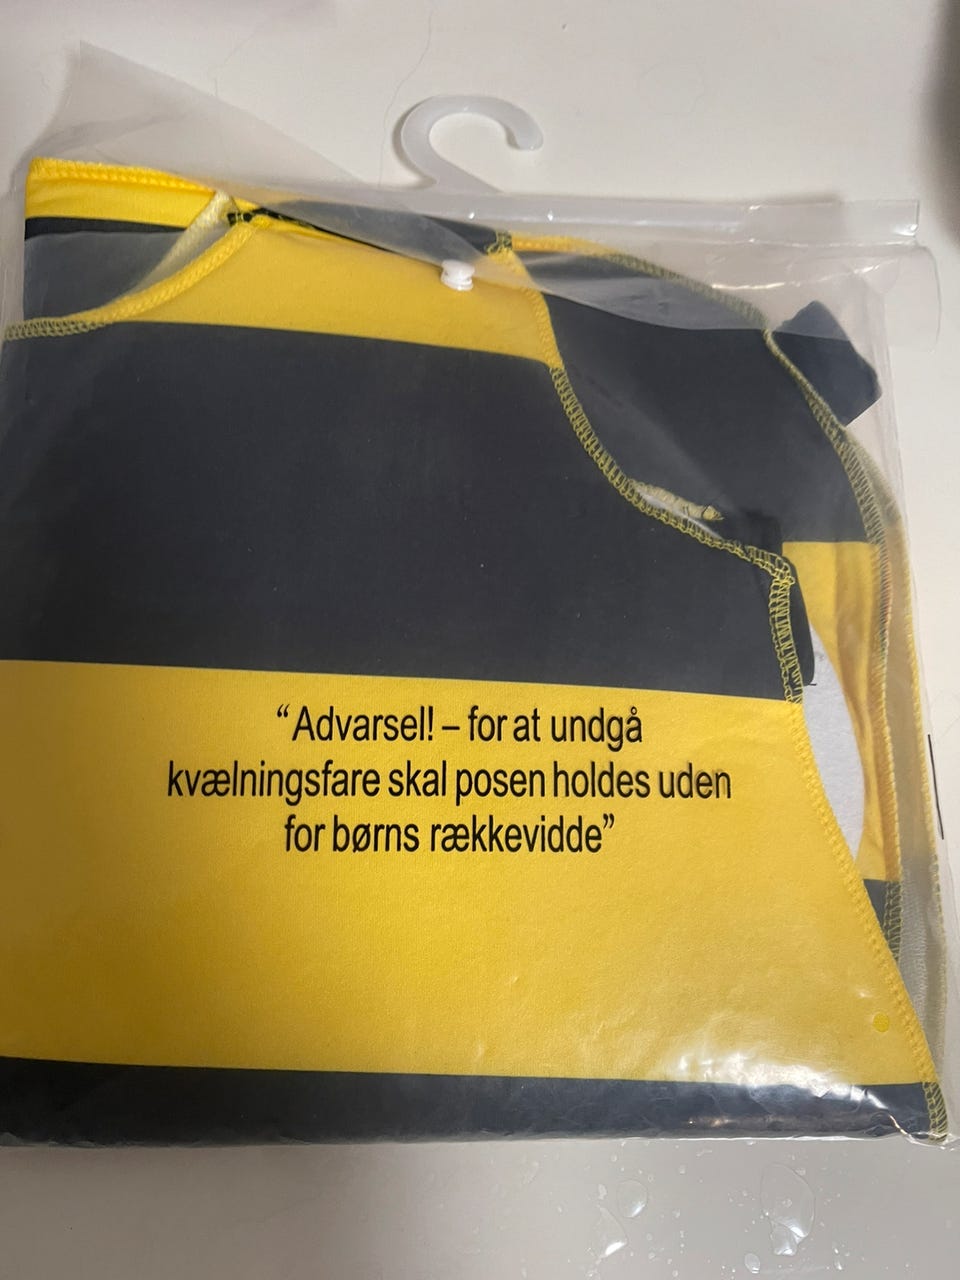 “Advarsel! – for at undgå
kvælningsfare skal posen holdes uden
for børns rækkevidde”